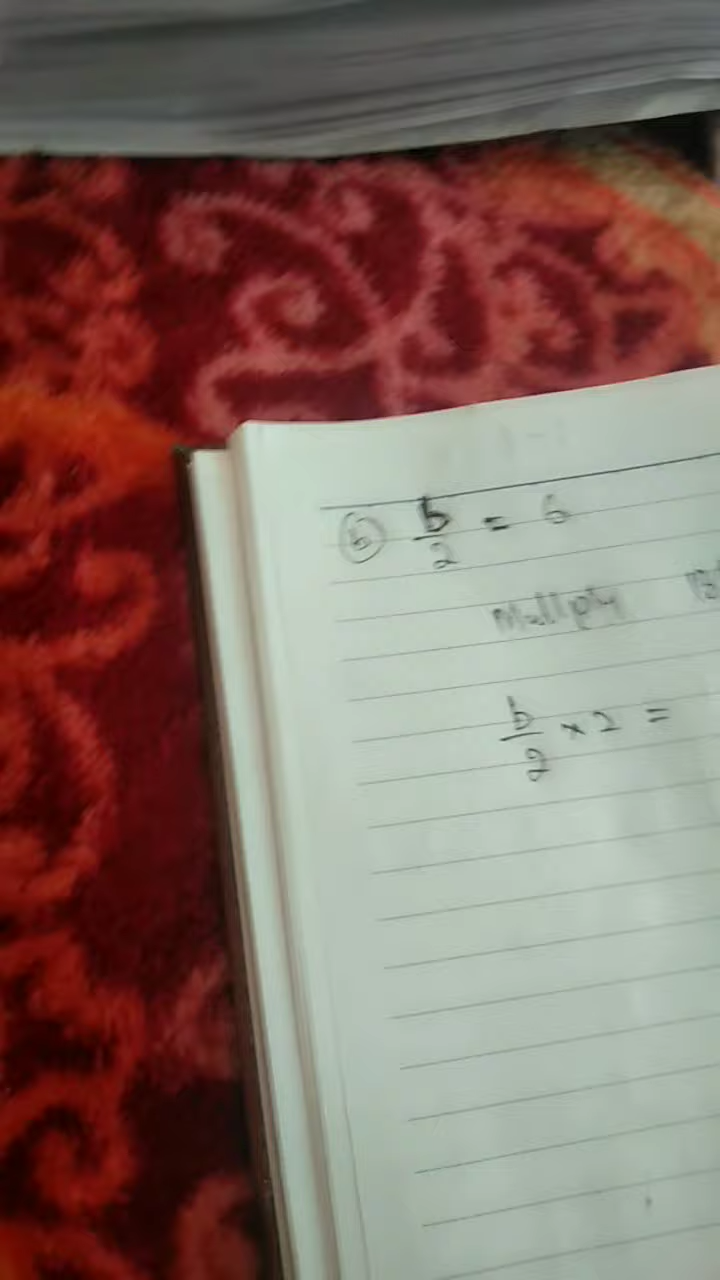 (b) b/2 = 6
Multiply
b/2 × 2 =